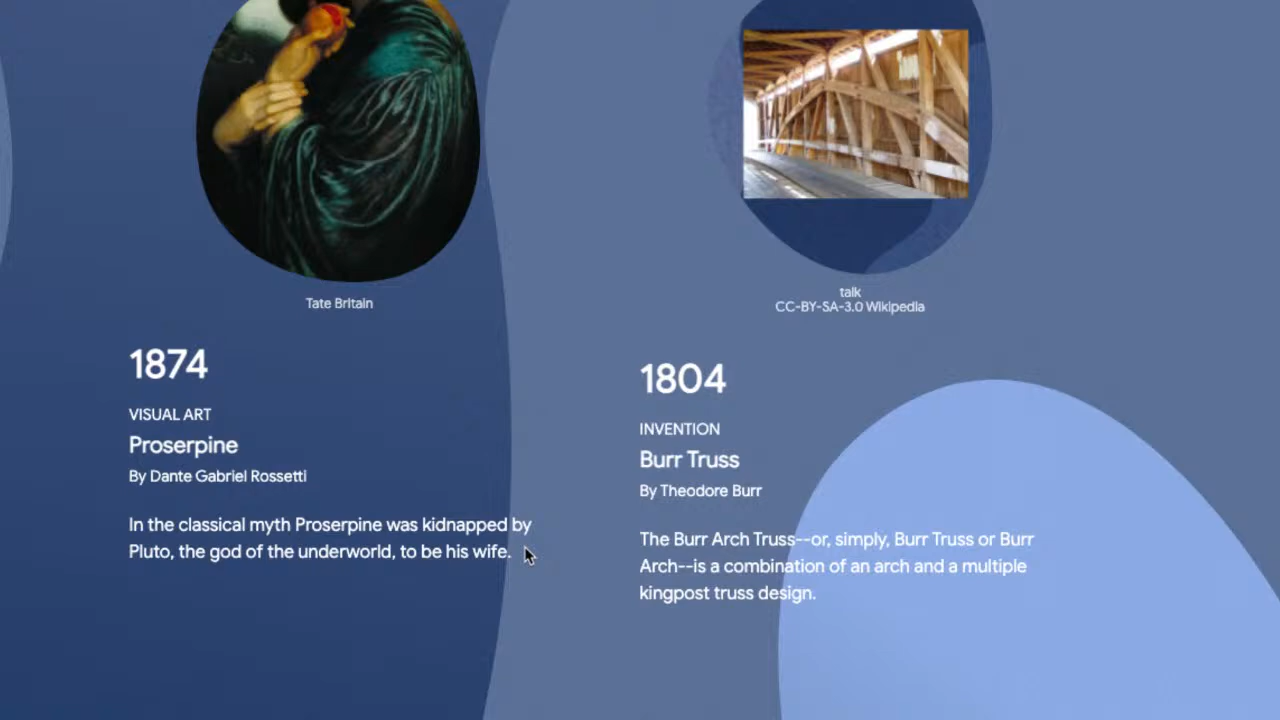 Tate Britain
1874
VISUAL ART
Proserpine
By Dante Gabriel Rossetti
In the classical myth Proserpine was kidnapped by
Pluto, the god of the underworld, to be his wife.
talk
CC-BY-SA-3.0 Wikipedia
1804
INVENTION
Burr Truss
By Theodore Burr
The Burr Arch Truss--or, simply, Burr Truss or Burr
Arch--is a combination of an arch and a multiple
kingpost truss design.